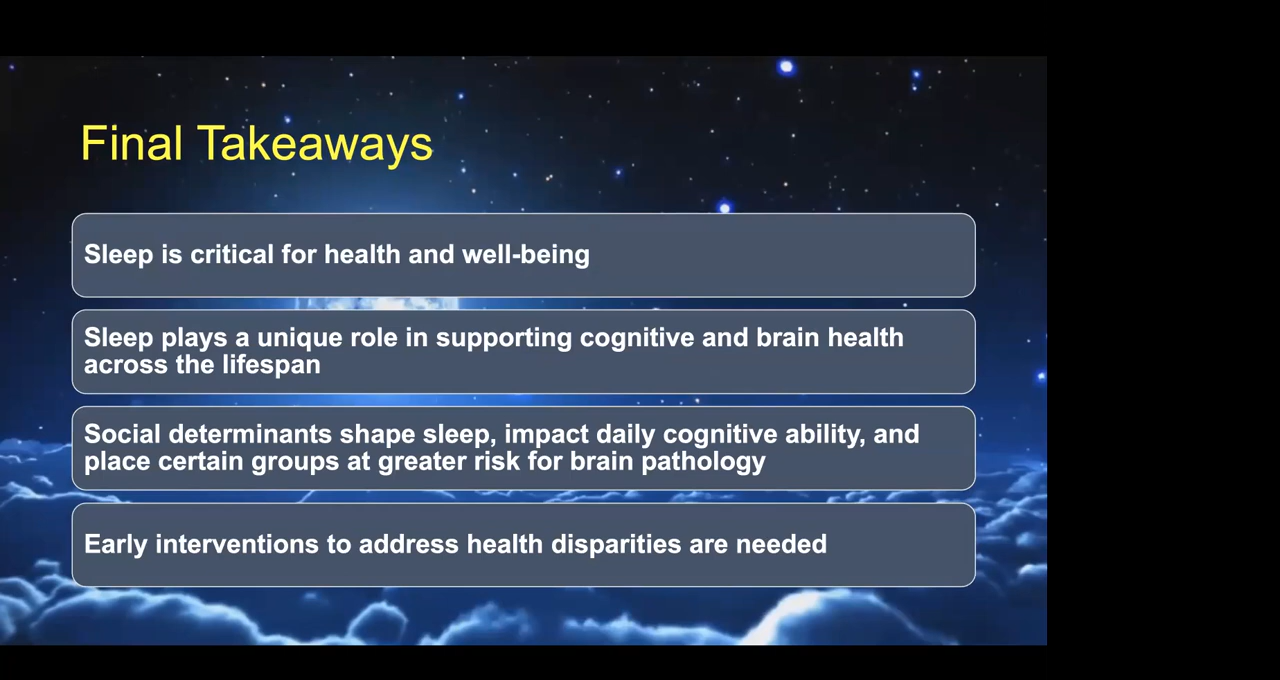 Final Takeaways
Sleep is critical for health and well-being
Sleep plays a unique role in supporting cognitive and brain health
across the lifespan
Social determinants shape sleep, impact daily cognitive ability, and
place certain groups at greater risk for brain pathology
Early interventions to address health disparities are needed